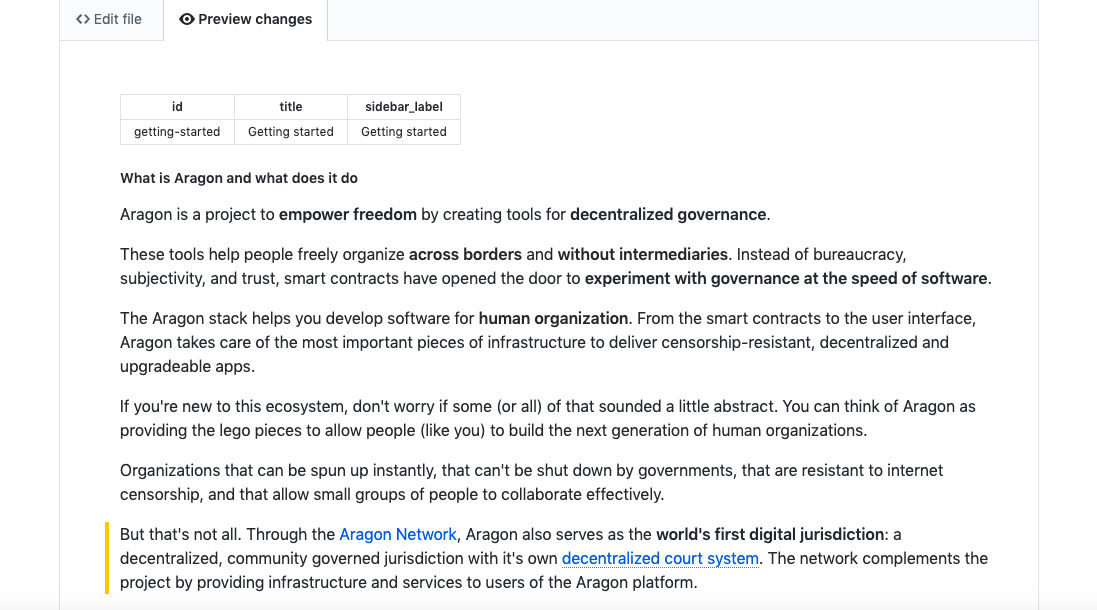 Edit file Preview changes
id title sidebar_label
getting-started Getting started Getting started
What is Aragon and what does it do
Aragon is a project to empower freedom by creating tools for decentralized governance.
These tools help people freely organize across borders and without intermediaries. Instead of bureaucracy,
subjectivity, and trust, smart contracts have opened the door to experiment with governance at the speed of software.
The Aragon stack helps you develop software for human organization. From the smart contracts to the user interface,
Aragon takes care of the most important pieces of infrastructure to deliver censorship-resistant, decentralized and
upgradeable apps.
If you're new to this ecosystem, don't worry if some (or all) of that sounded a little abstract. You can think of Aragon as
providing the lego pieces to allow people (like you) to build the next generation of human organizations.
Organizations that can be spun up instantly, that can't be shut down by governments, that are resistant to internet
censorship, and that allow small groups of people to collaborate effectively.
But that's not all. Through the Aragon Network, Aragon also serves as the world's first digital jurisdiction: a
decentralized, community governed jurisdiction with it's own decentralized court system. The network complements the
project by providing infrastructure and services to users of the Aragon platform.